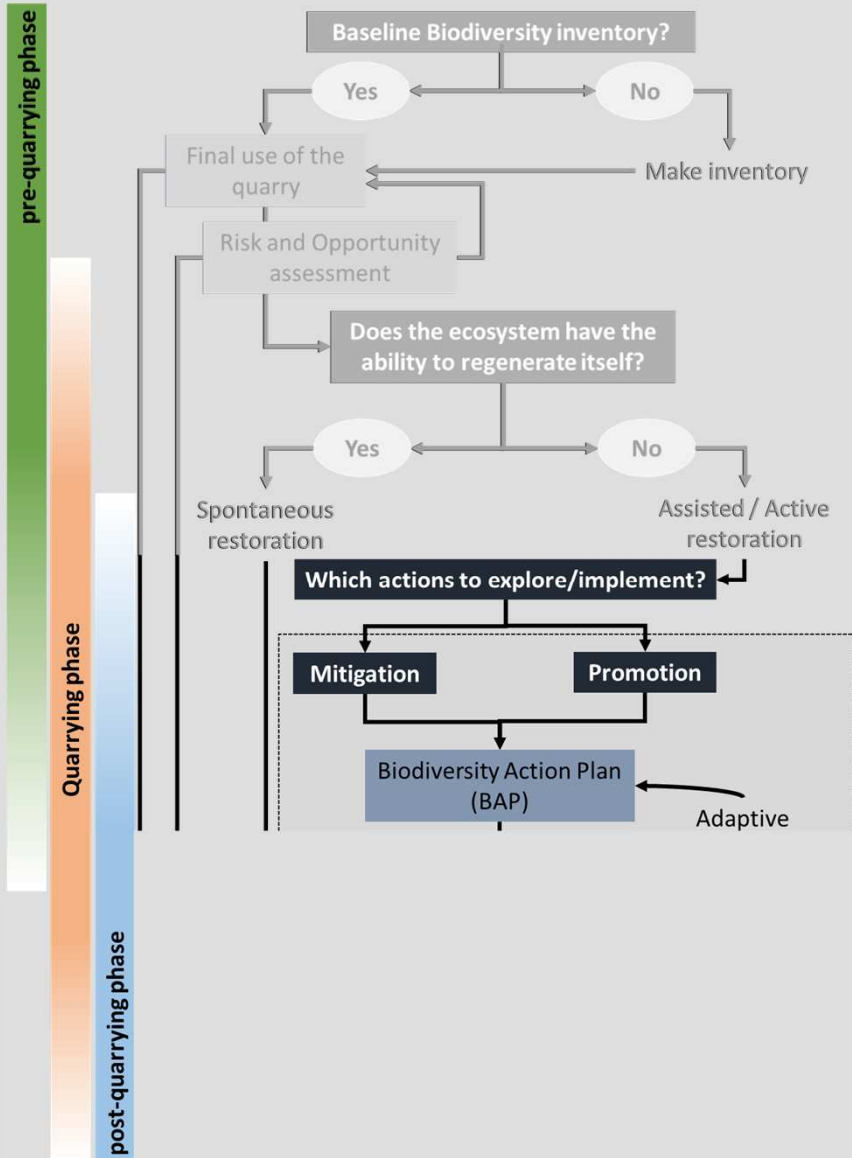 pre-quarrying phase
Quarrying phase
post-quarrying phase
Baseline Biodiversity inventory?
Yes
No
Final use of the
quarry
Make inventory
Risk and Opportunity
assessment
Does the ecosystem have the
ability to regenerate itself?
Yes
No
Spontaneous
restoration
Assisted / Active
restoration
Which actions to explore/implement?
Mitigation
Promotion
Biodiversity Action Plan
(BAP)
Adaptive